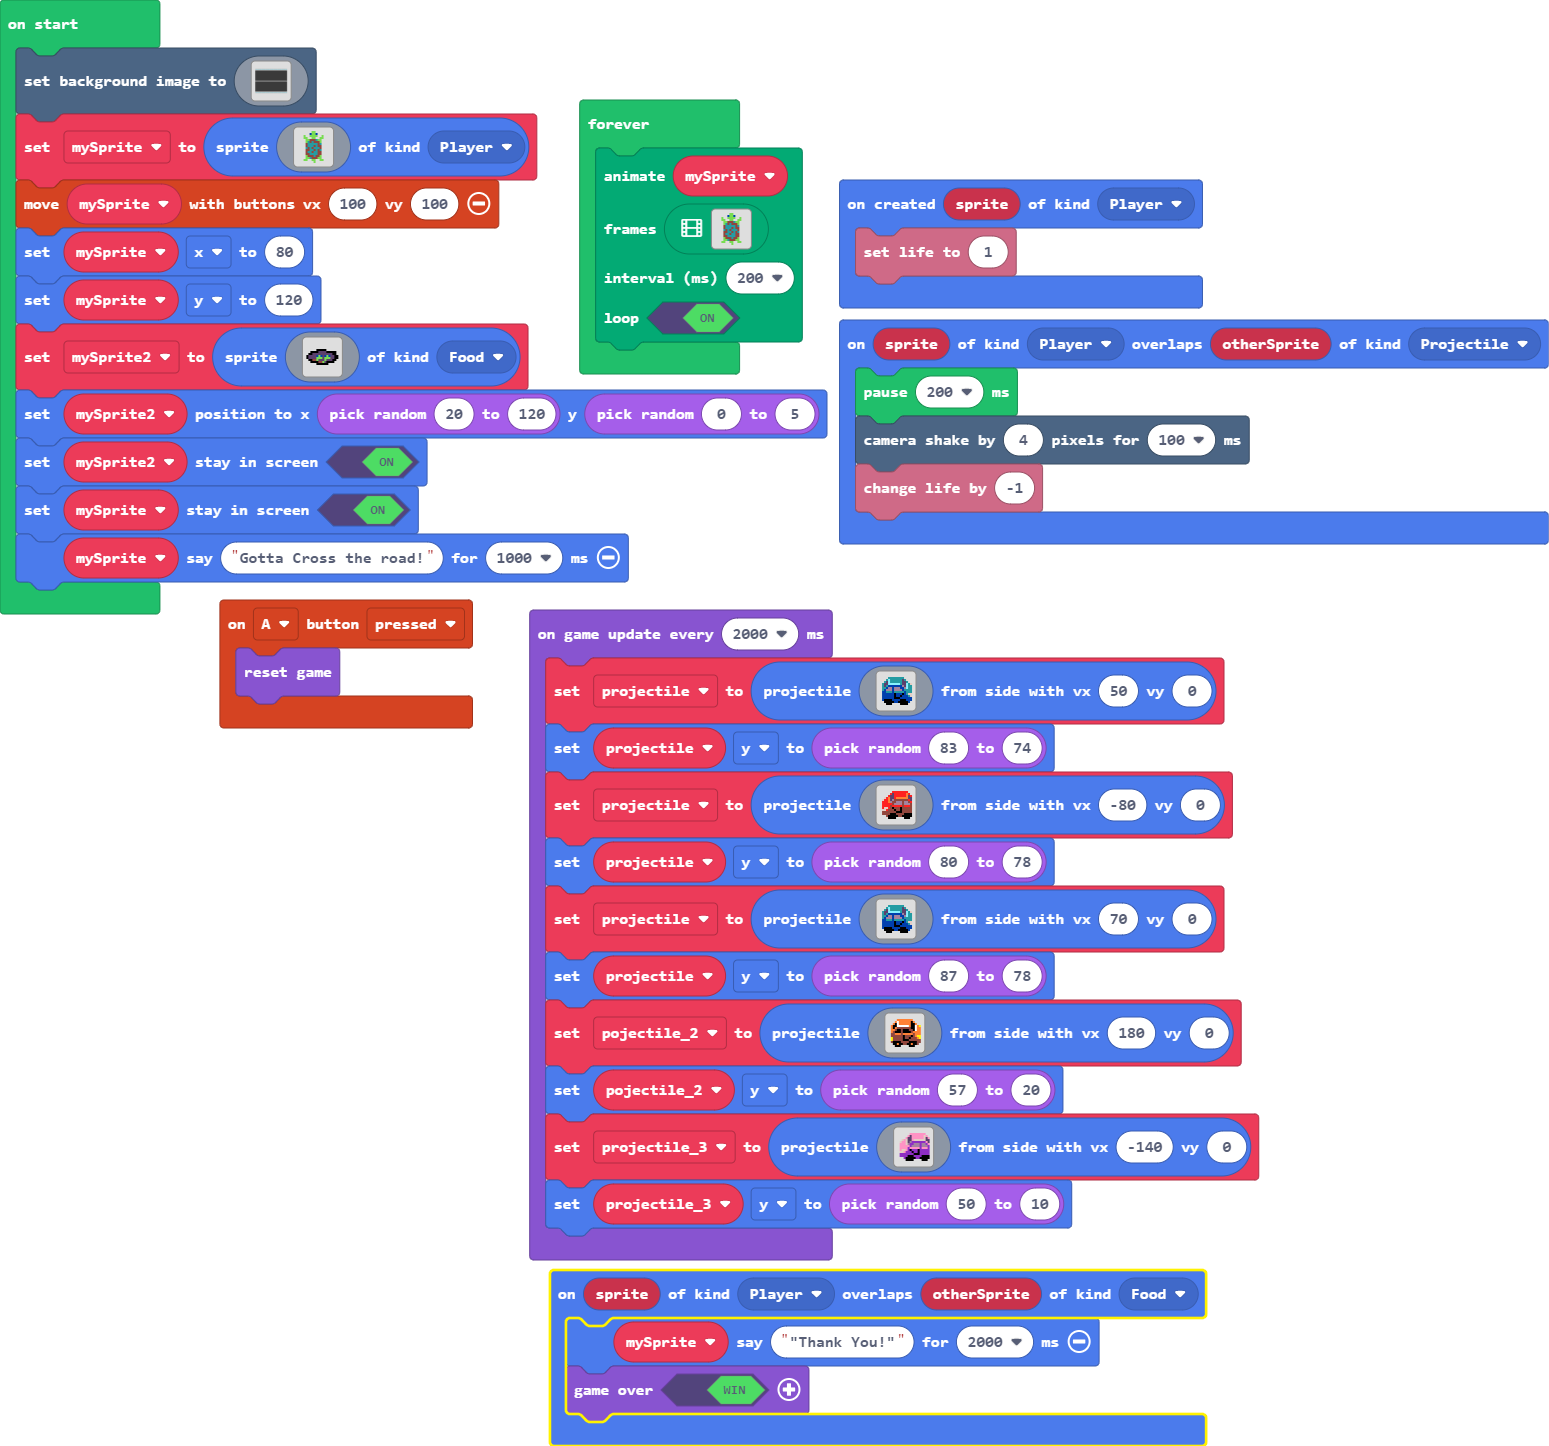 on start
set background image to
set mySprite to sprite of kind Player
move mySprite with buttons vx 100 vy 100
set mySprite x to 80
set mySprite y to 120
set mySprite2 to sprite of kind Food
set mySprite2 position to x pick random 20 to 120 y pick random 0 to 5
set mySprite2 stay in screen ON
set mySprite stay in screen ON
mySprite say "Gotta Cross the road!" for 1000 ms
forever
animate mySprite
frames
interval (ms) 200
loop ON
on created sprite of kind Player
set life to 1
on sprite of kind Player overlaps otherSprite of kind Projectile
pause 200 ms
camera shake by 4 pixels for 100 ms
change life by -1
on A button pressed
reset game
on game update every 2000 ms
set projectile to projectile from side with vx 50 vy 0
set projectile y to pick random 83 to 74
set projectile to projectile from side with vx -80 vy 0
set projectile y to pick random 80 to 78
set projectile to projectile from side with vx 70 vy 0
set projectile y to pick random 87 to 78
set pojectile_2 to projectile from side with vx 180 vy 0
set pojectile_2 y to pick random 57 to 20
set projectile_3 to projectile from side with vx -140 vy 0
set projectile_3 y to pick random 50 to 10
on sprite of kind Player overlaps otherSprite of kind Food
mySprite say ""Thank You!"" for 2000 ms
game over WIN